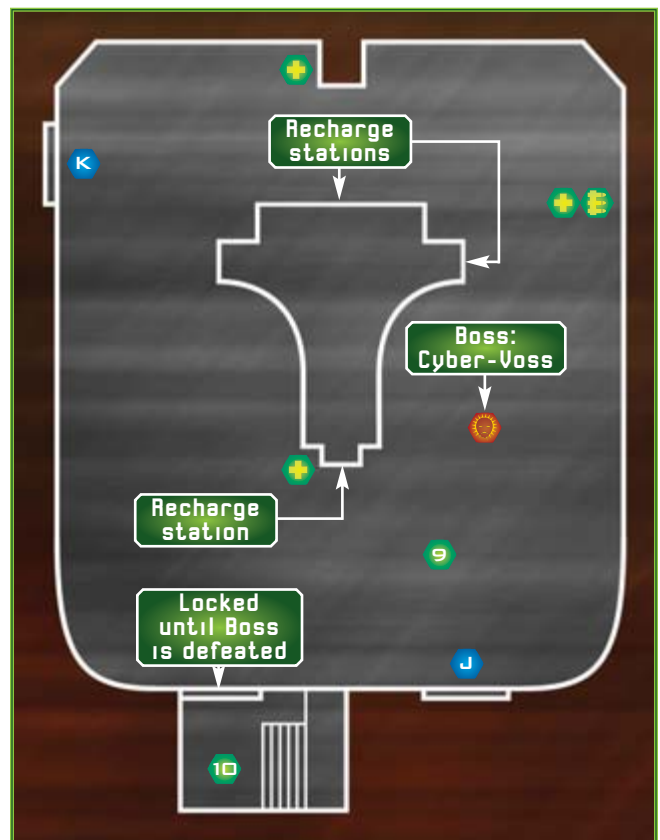 Recharge
stations
K
Boss:
Cyber-Voss
Recharge
station
9
Locked
until Boss
is defeated
J
10